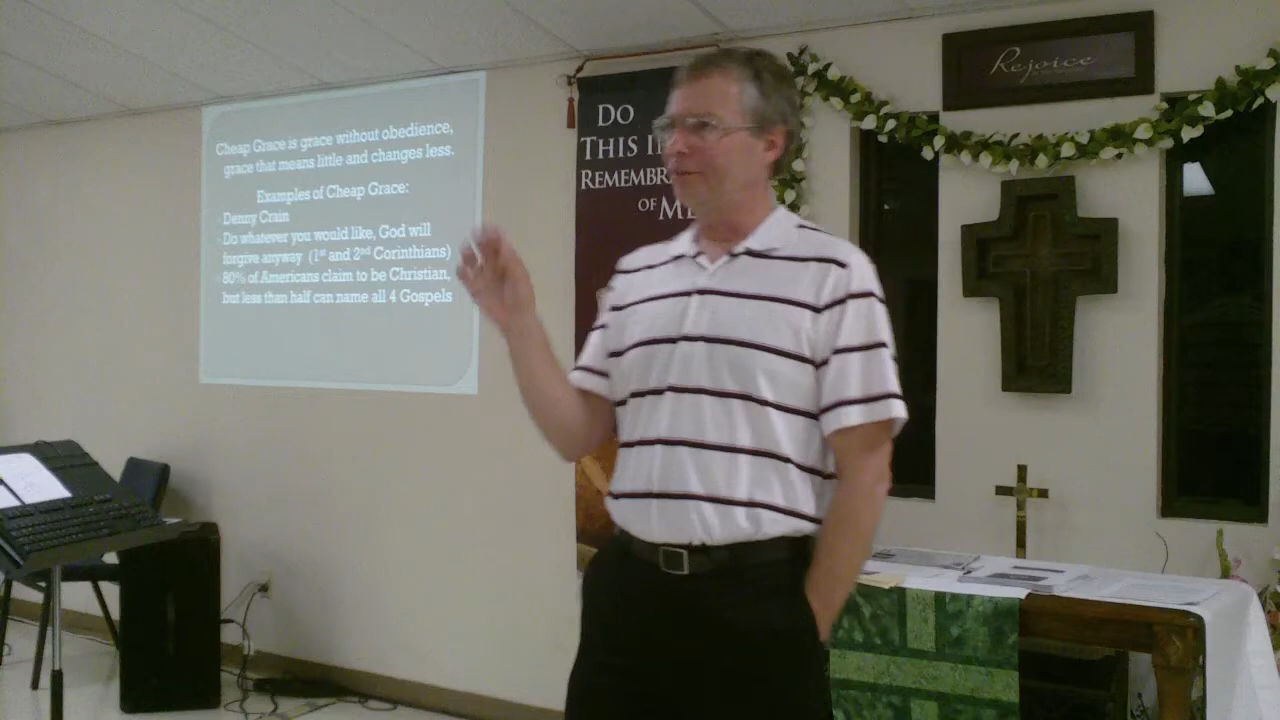 Cheap Grace is grace without obedience,
grace that means little and changes less.
Examples of Cheap Grace:
Denny Crain
Do whatever you would like, God will
forgive anyway (1st and 2nd Corinthians)
80% of Americans claim to be Christian,
but less than half can name all 4 Gospels
DO
THIS I
REMEMBR
OF ME
Rejoice